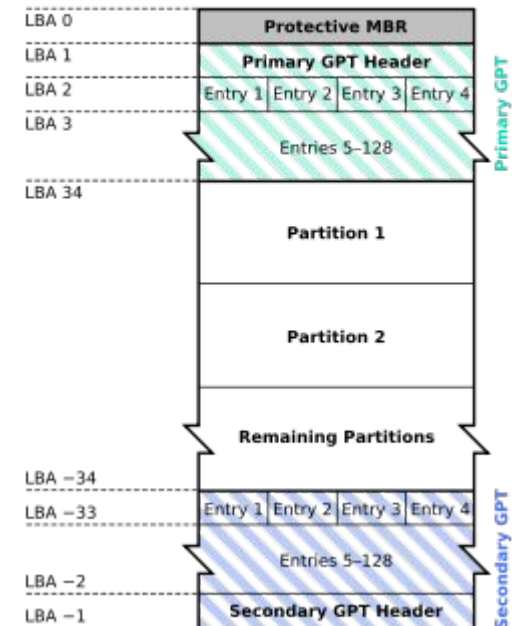 LBA 0
Protective MBR
LBA 1
Primary GPT Header
LBA 2
Entry 1 Entry 2 Entry 3 Entry 4
LBA 3
Entries 5–128
Primary GPT
LBA 34
Partition 1
Partition 2
Remaining Partitions
LBA −34
LBA −33
Entry 1 Entry 2 Entry 3 Entry 4
Entries 5–128
LBA −2
LBA −1
Secondary GPT Header
Secondary GPT